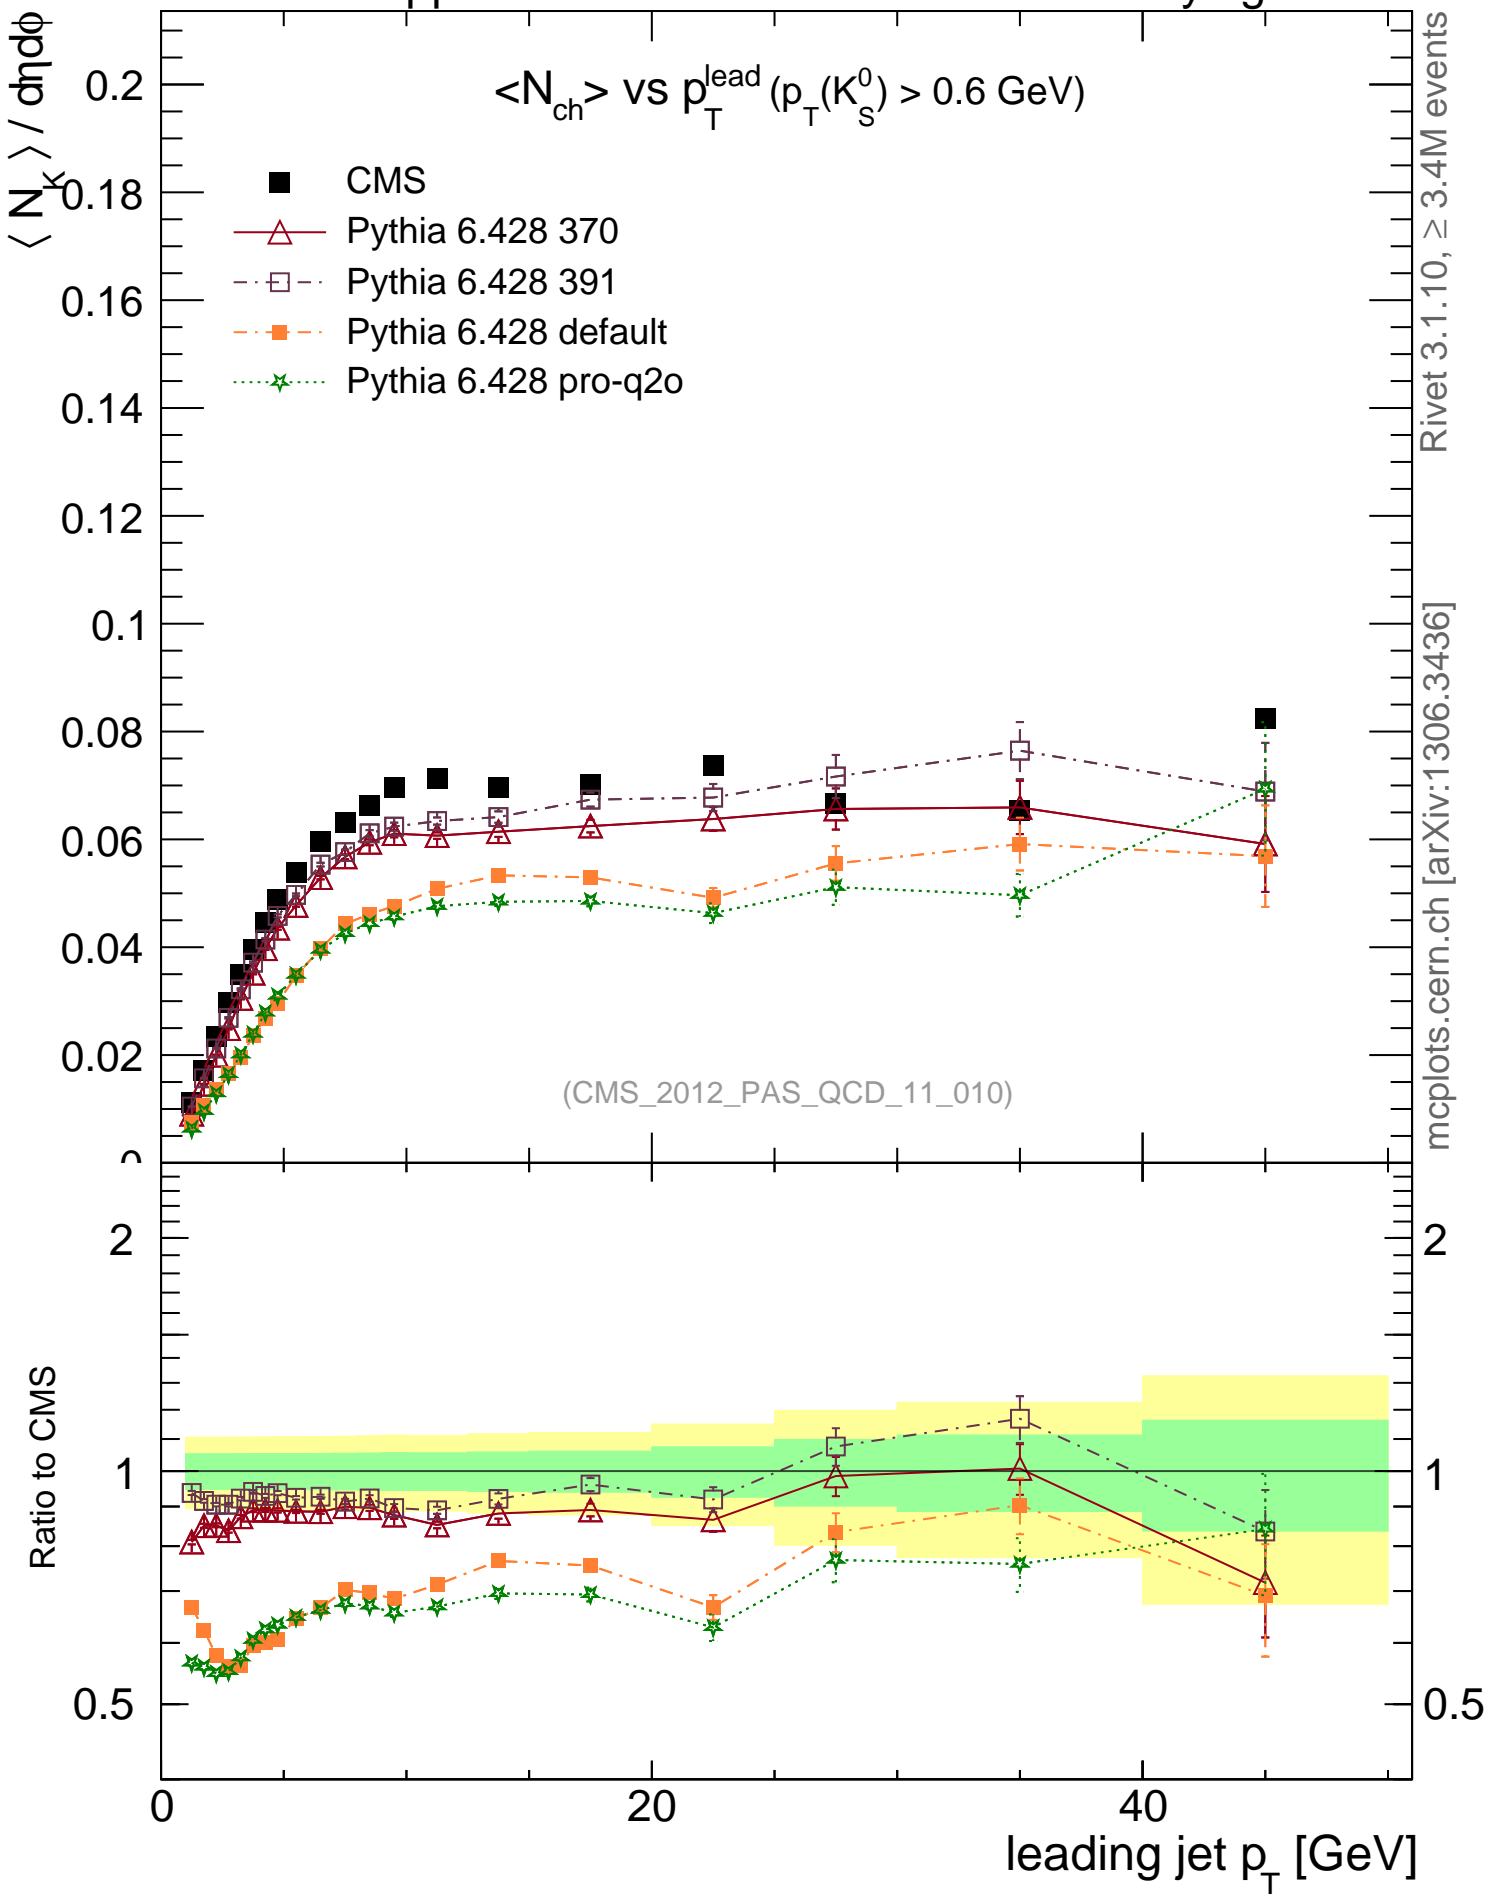 ⟨ N_K ⟩ / dηdϕ
<N_ch> vs p_T^lead (p_T(K_S^0) > 0.6 GeV)
CMS
Pythia 6.428 370
Pythia 6.428 391
Pythia 6.428 default
Pythia 6.428 pro-q2o
0.2
0.18
0.16
0.14
0.12
0.1
0.08
0.06
0.04
0.02
0
(CMS_2012_PAS_QCD_11_010)
Rivet 3.1.10, ≥ 3.4M events
mcplots.cern.ch [arXiv:1306.3436]
Ratio to CMS
2
1
0.5
2
1
0.5
0
20
40
leading jet p_T [GeV]